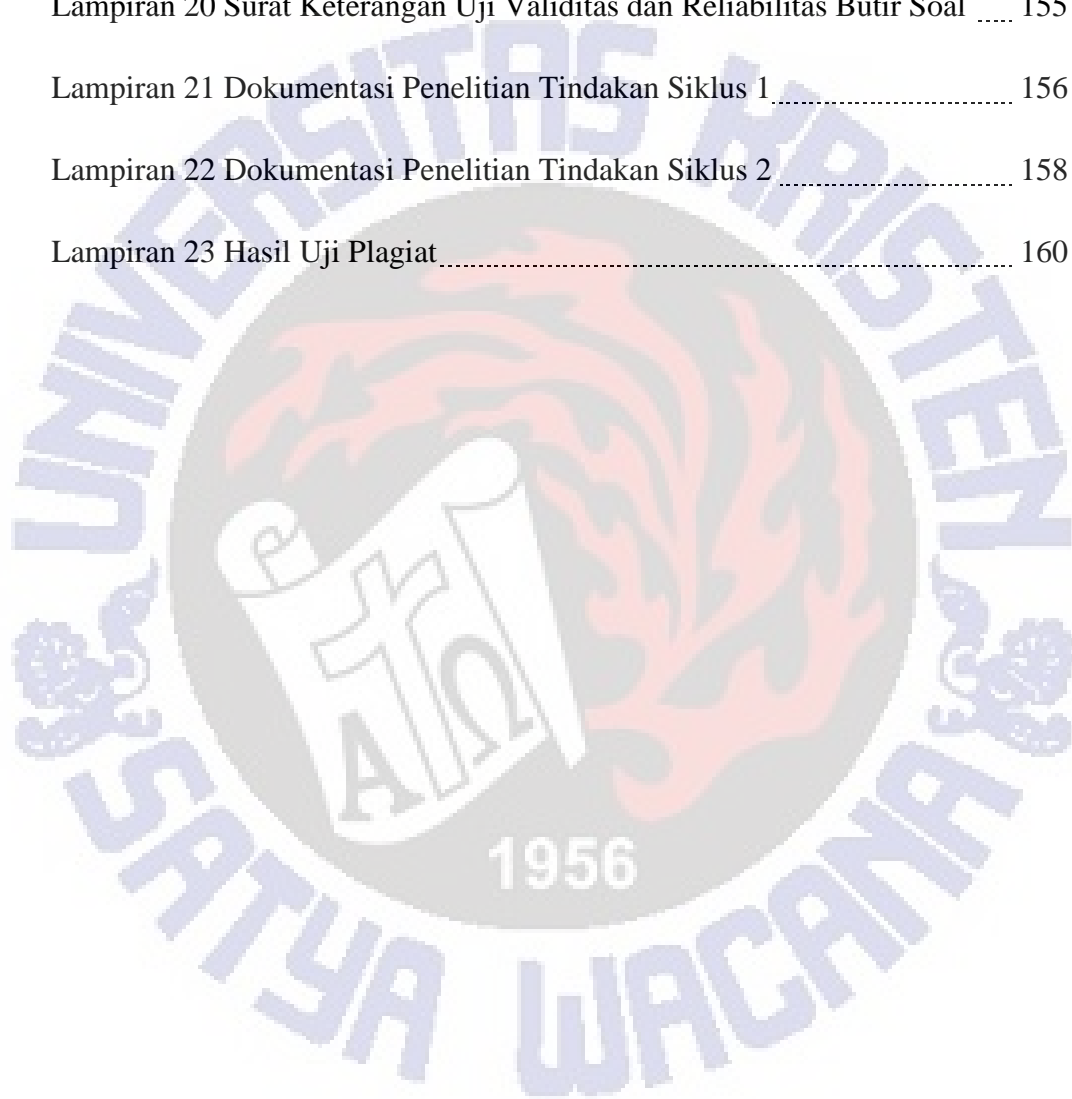 Lampiran 20 Surat Keterangan Uji Validitas dan Reliabilitas Butir Soal ..... 155
Lampiran 21 Dokumentasi Penelitian Tindakan Siklus 1 ..... 156
Lampiran 22 Dokumentasi Penelitian Tindakan Siklus 2 ..... 158
Lampiran 23 Hasil Uji Plagiat ..... 160
UNIVERSITAS KRISTEN
SATYA WACANA
Α Ω
1956